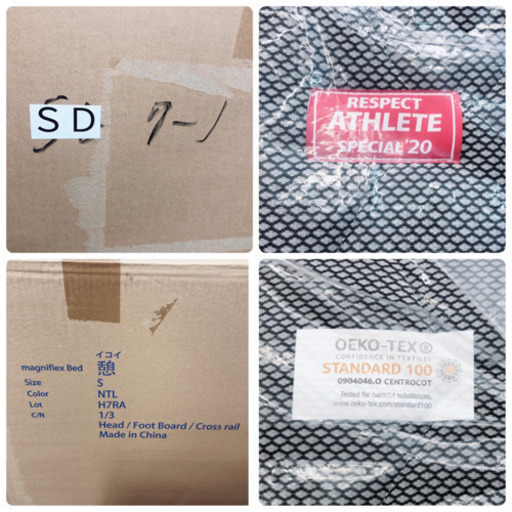 SD
7-1
RESPECT
ATHLETE
SPECIAL'20
magniflex Bed イコイ 憩
Size S
Color NTL
Lot H7RA
C/N 1/3
Head / Foot Board / Cross rail
Made in China
OEKO-TEX®
CONFIDENCE IN TEXTILES
STANDARD 100
0904046.O CENTROCOT
Tested for harmful substances.
www.oeko-tex.com/standard100